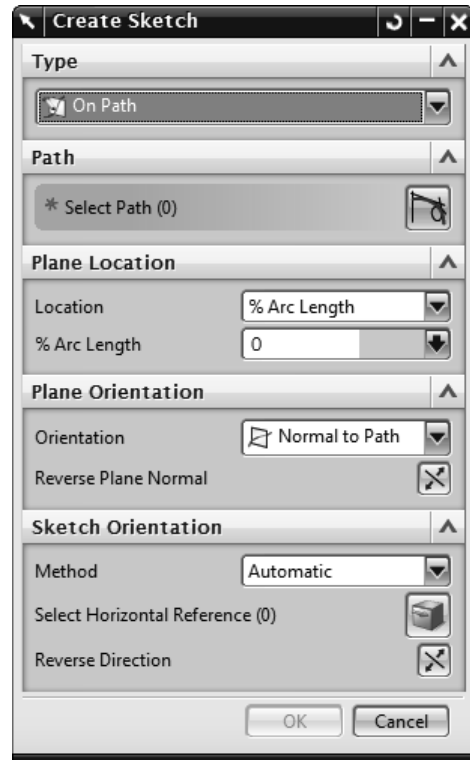 Create Sketch
Type
On Path
Path
* Select Path (0)
Plane Location
Location % Arc Length
% Arc Length 0
Plane Orientation
Orientation Normal to Path
Reverse Plane Normal
Sketch Orientation
Method Automatic
Select Horizontal Reference (0)
Reverse Direction
OK Cancel